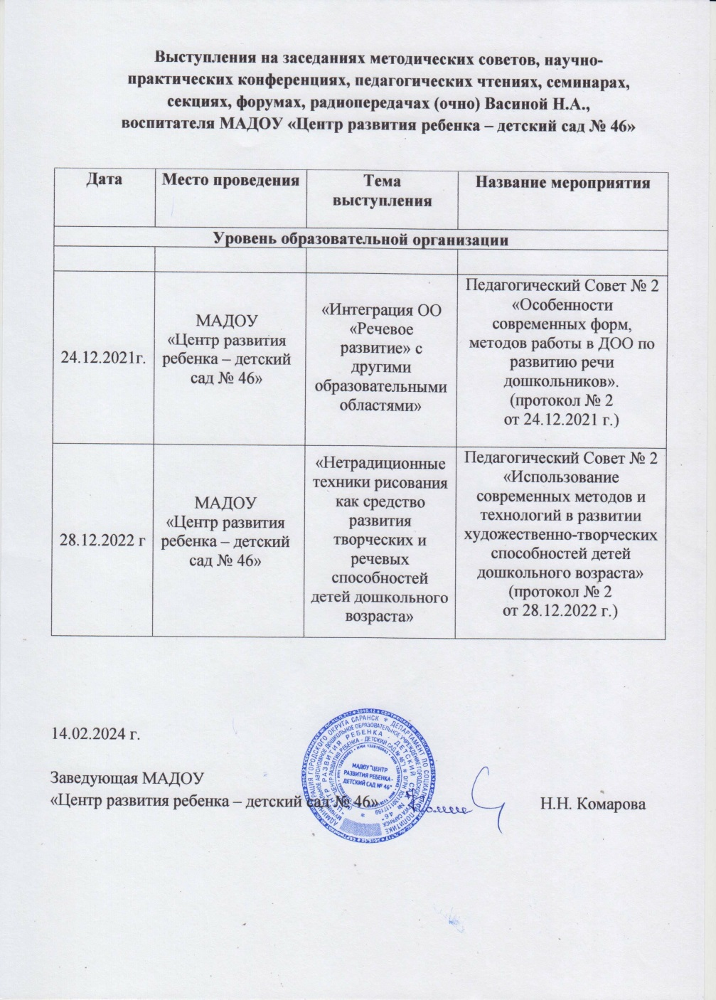 Выступления на заседаниях методических советов, научно-
практических конференциях, педагогических чтениях, семинарах,
секциях, форумах, радиопередачах (очно) Васиной Н.А.,
воспитателя МАДОУ «Центр развития ребенка – детский сад № 46»
Дата
Место проведения
Тема
выступления
Название мероприятия
Уровень образовательной организации
24.12.2021г.
МАДОУ
«Центр развития
ребенка – детский
сад № 46»
«Интеграция ОО
«Речевое
развитие» с
другими
образовательными
областями»
Педагогический Совет № 2
«Особенности
современных форм,
методов работы в ДОО по
развитию речи
дошкольников».
(протокол № 2
от 24.12.2021 г.)
28.12.2022 г
МАДОУ
«Центр развития
ребенка – детский
сад № 46»
«Нетрадиционные
техники рисования
как средство
развития
творческих и
речевых
способностей
детей дошкольного
возраста»
Педагогический Совет № 2
«Использование
современных методов и
технологий в развитии
художественно-творческих
способностей детей
дошкольного возраста»
(протокол № 2
от 28.12.2022 г.)
14.02.2024 г.
Заведующая МАДОУ
«Центр развития ребенка – детский сад № 46»
Н.Н. Комарова
МАДОУ "ЦЕНТР
РАЗВИТИЯ РЕБЕНКА-
ДЕТСКИЙ САД № 46"